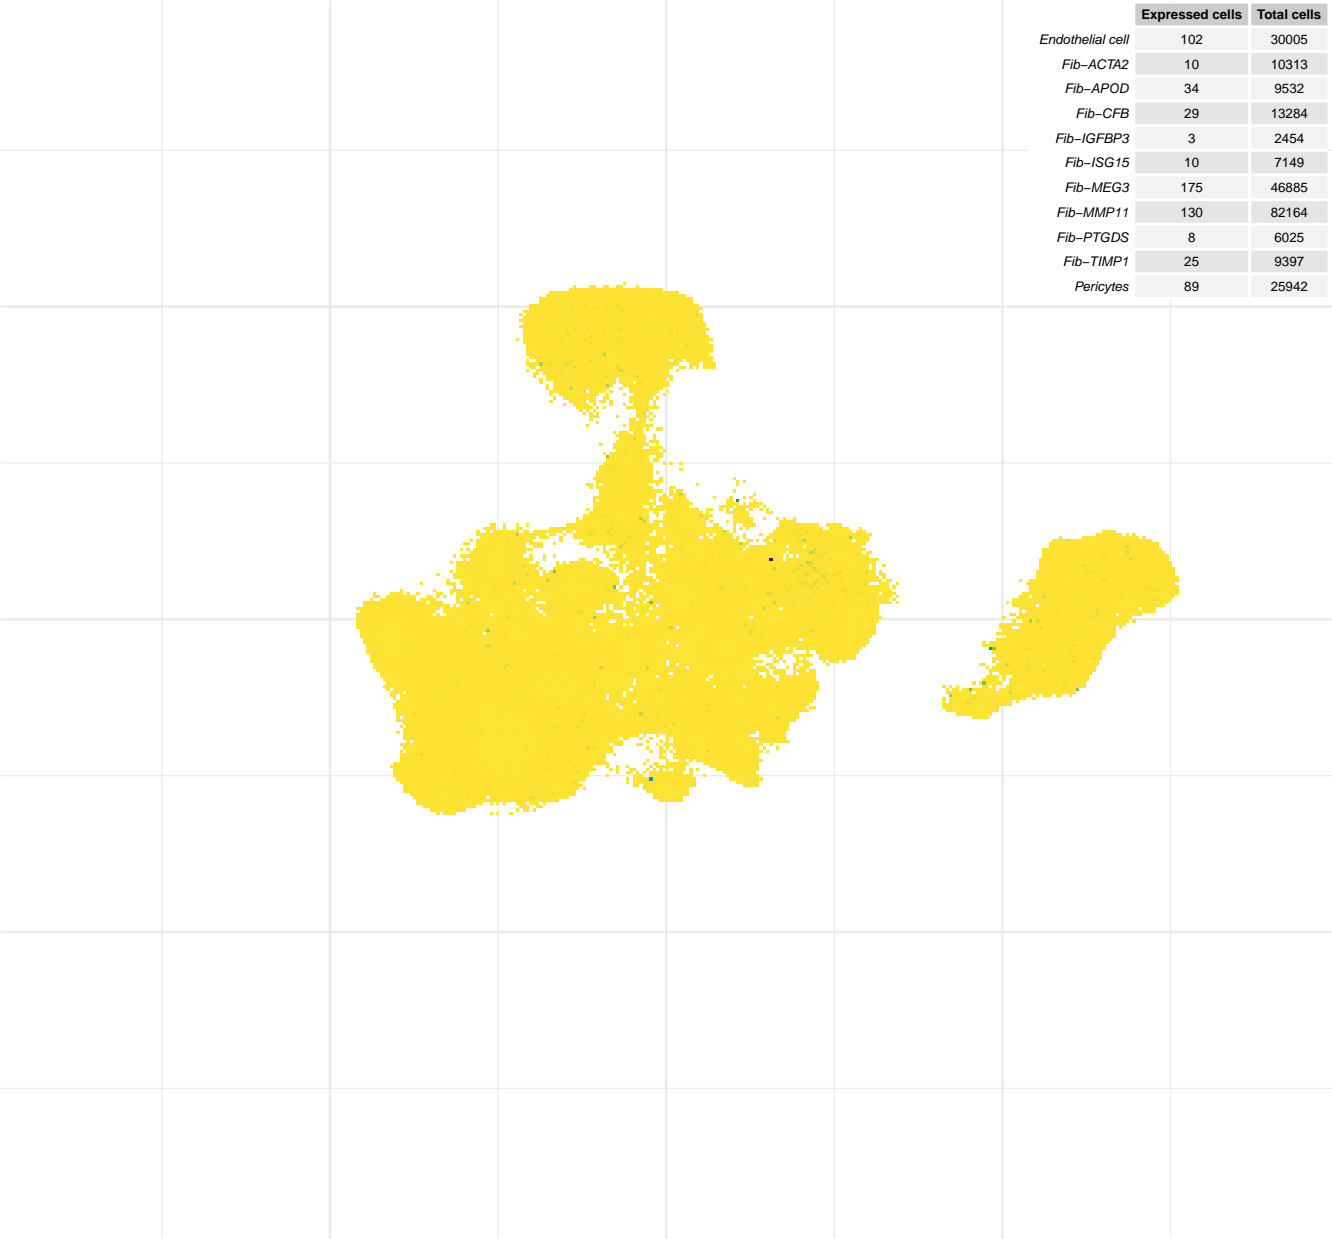 Expressed cells Total cells
Endothelial cell 102 30005
Fib−ACTA2 10 10313
Fib−APOD 34 9532
Fib−CFB 29 13284
Fib−IGFBP3 3 2454
Fib−ISG15 10 7149
Fib−MEG3 175 46885
Fib−MMP11 130 82164
Fib−PTGDS 8 6025
Fib−TIMP1 25 9397
Pericytes 89 25942